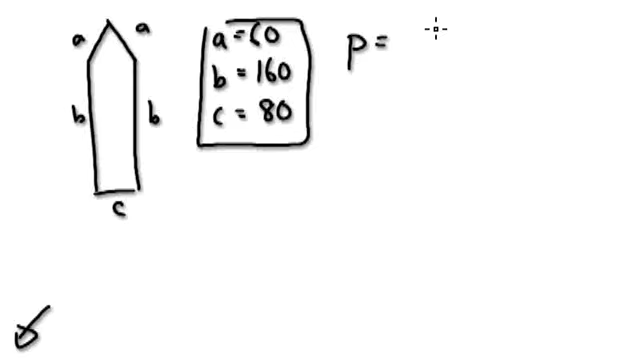 a a
b b
c
a = 60
b = 160
c = 80
P =